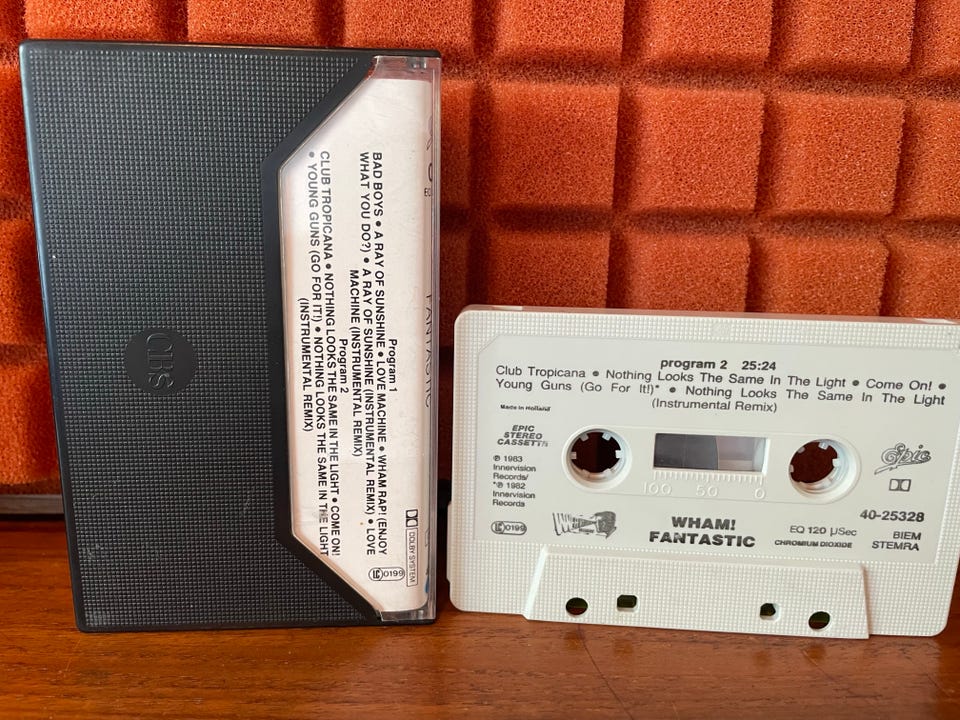 CBS
Program 1
BAD BOYS • A RAY OF SUNSHINE • LOVE MACHINE • WHAM RAP! (ENJOY
WHAT YOU DO?) • A RAY OF SUNSHINE (INSTRUMENTAL REMIX) • LOVE
MACHINE (INSTRUMENTAL REMIX)
Program 2
CLUB TROPICANA • NOTHING LOOKS THE SAME IN THE LIGHT • COME ON!
• YOUNG GUNS (GO FOR IT!) • NOTHING LOOKS THE SAME IN THE LIGHT
(INSTRUMENTAL REMIX)
DOLBY SYSTEM
LC 0199
FANTASTIC
program 2 25:24
Club Tropicana • Nothing Looks The Same In The Light • Come On! •
Young Guns (Go For It!)* • Nothing Looks The Same In The Light
(Instrumental Remix)
Made in Holland
EPIC
STEREO
CASSETTE
℗ 1983
Innervision
Records/
*℗ 1982
Innervision
Records
LC 0199
100 50 0
Epic
40-25328
WHAM!
FANTASTIC
EQ 120 µSec
CHROMIUM DIOXIDE
BIEM
STEMRA